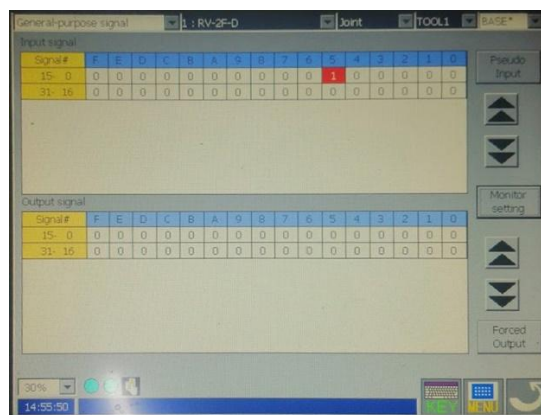 General-purpose signal 1 : RV-2F-D Joint TOOL1 BASE*
Input signal
Signal# F E D C B A 9 8 7 6 5 4 3 2 1 0
15- 0 0 0 0 0 0 0 0 0 0 0 1 0 0 0 0 0
31- 16 0 0 0 0 0 0 0 0 0 0 0 0 0 0 0 0
Pseudo
Input
Output signal
Signal# F E D C B A 9 8 7 6 5 4 3 2 1 0
15- 0 0 0 0 0 0 0 0 0 0 0 0 0 0 0 0 0
31- 16 0 0 0 0 0 0 0 0 0 0 0 0 0 0 0 0
Monitor
setting
Forced
Output
30%
14:55:50
KEY
MENU